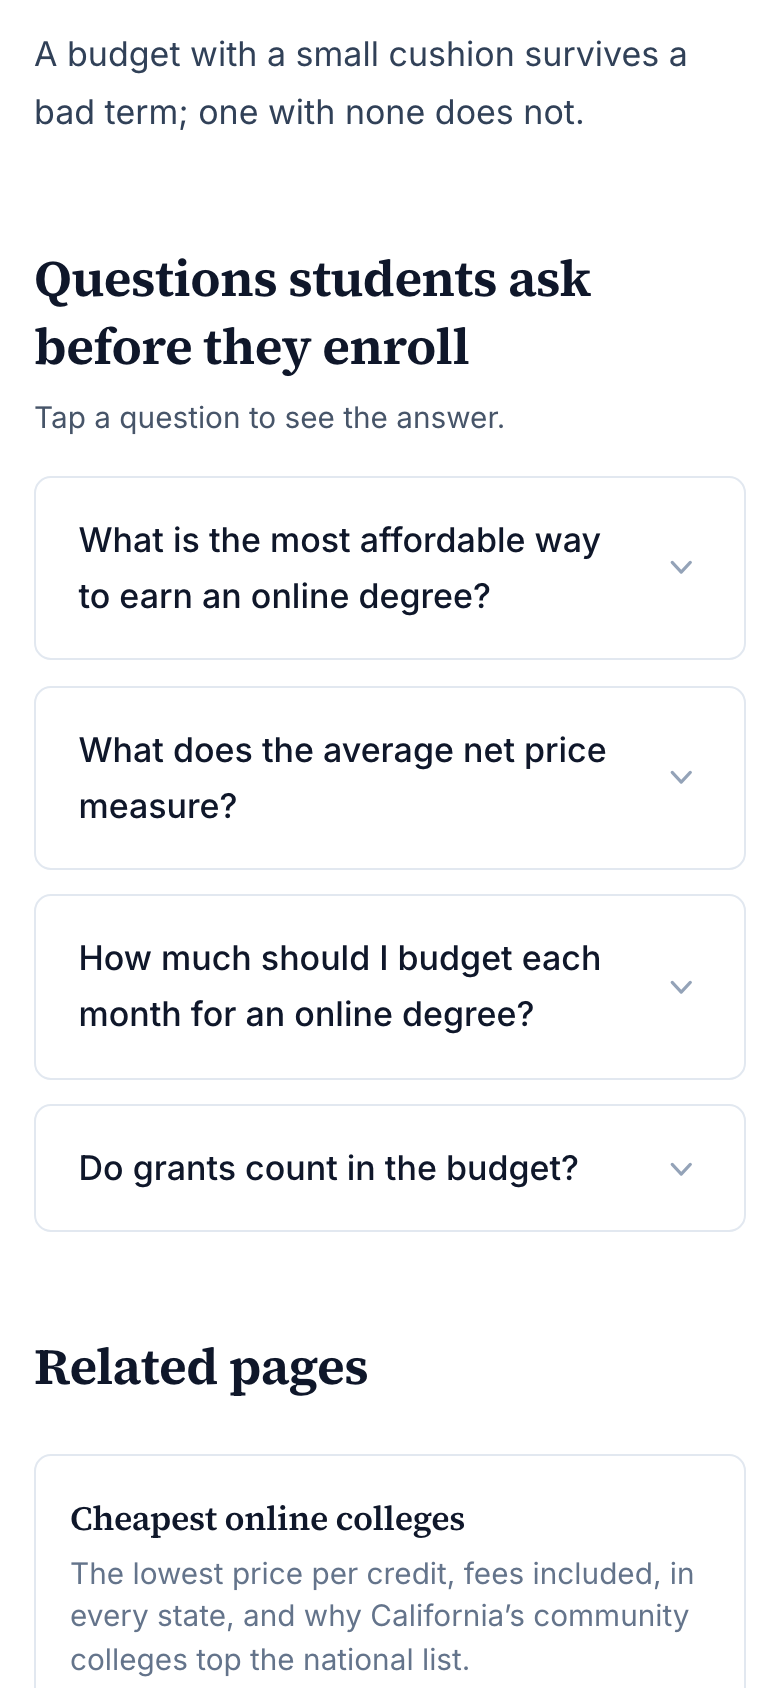 A budget with a small cushion survives a
bad term; one with none does not.
Questions students ask
before they enroll
Tap a question to see the answer.
What is the most affordable way
to earn an online degree?
What does the average net price
measure?
How much should I budget each
month for an online degree?
Do grants count in the budget?
Related pages
Cheapest online colleges
The lowest price per credit, fees included, in
every state, and why California’s community
colleges top the national list.